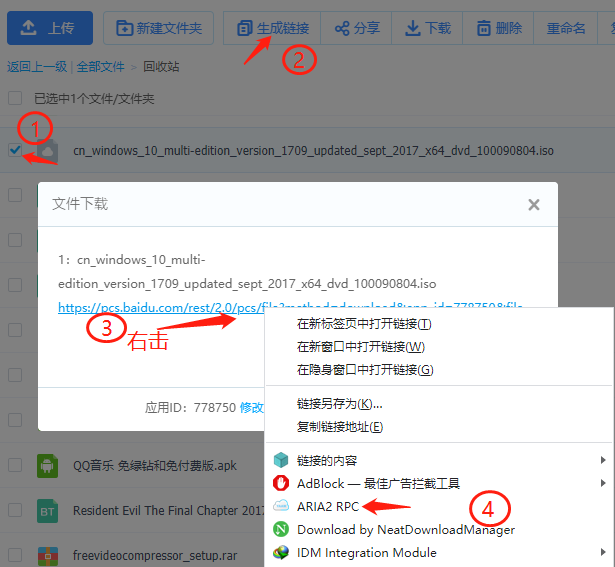 上传 新建文件夹 生成链接 分享 下载 删除 重命名
2
返回上一级 | 全部文件 > 回收站
已选中1个文件/文件夹
1
cn_windows_10_multi-edition_version_1709_updated_sept_2017_x64_dvd_100090804.iso
文件下载
1：cn_windows_10_multi-
edition_version_1709_updated_sept_2017_x64_dvd_100090804.iso
https://pcs.baidu.com/rest/2.0/pcs/file?method=download&app_id=778750&file
3 右击
在新标签页中打开链接(T)
在新窗口中打开链接(W)
在隐身窗口中打开链接(G)
链接另存为(K)...
应用ID：778750 修改
复制链接地址(E)
链接的内容
QQ音乐 免绿钻和免付费版.apk
AdBlock — 最佳广告拦截工具
ARIA2 RPC
4
BT
Resident Evil The Final Chapter 2017
Download by NeatDownloadManager
freevideocompressor_setup.rar
IDM Integration Module